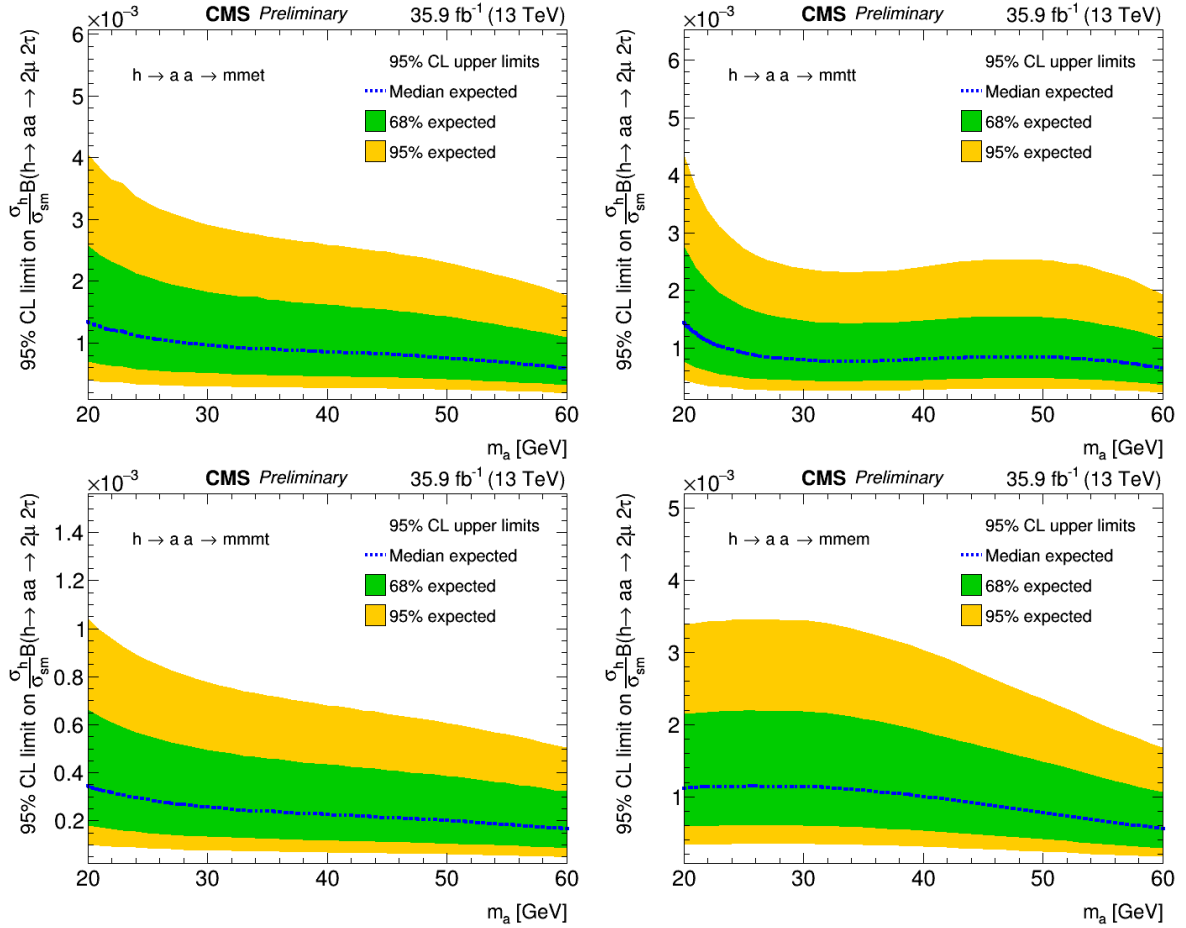 CMS Preliminary 35.9 fb⁻¹ (13 TeV)
×10⁻³
95% CL limit on σh/σsm B(h→ aa → 2μ 2τ)
h → a a → mmet
95% CL upper limits
Median expected
68% expected
95% expected
6
5
4
3
2
1
20 30 40 50 60
mₐ [GeV]
CMS Preliminary 35.9 fb⁻¹ (13 TeV)
×10⁻³
95% CL limit on σh/σsm B(h→ aa → 2μ 2τ)
h → a a → mmtt
95% CL upper limits
Median expected
68% expected
95% expected
6
5
4
3
2
1
20 30 40 50 60
mₐ [GeV]
CMS Preliminary 35.9 fb⁻¹ (13 TeV)
×10⁻³
95% CL limit on σh/σsm B(h→ aa → 2μ 2τ)
h → a a → mmmt
95% CL upper limits
Median expected
68% expected
95% expected
1.4
1.2
1
0.8
0.6
0.4
0.2
20 30 40 50 60
mₐ [GeV]
CMS Preliminary 35.9 fb⁻¹ (13 TeV)
×10⁻³
95% CL limit on σh/σsm B(h→ aa → 2μ 2τ)
h → a a → mmem
95% CL upper limits
Median expected
68% expected
95% expected
5
4
3
2
1
20 30 40 50 60
mₐ [GeV]